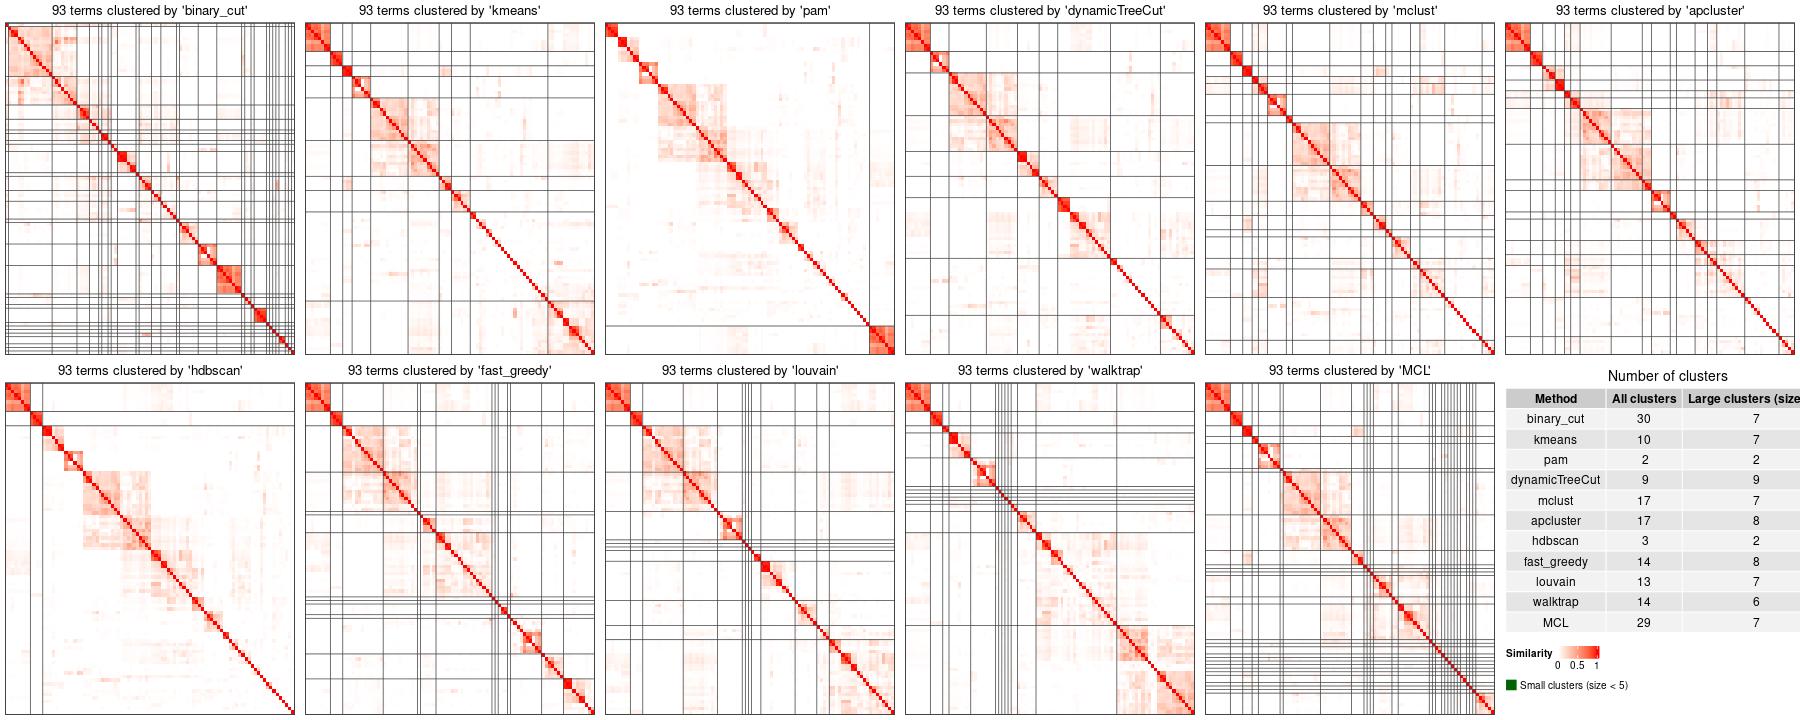 93 terms clustered by 'binary_cut'
93 terms clustered by 'kmeans'
93 terms clustered by 'pam'
93 terms clustered by 'dynamicTreeCut'
93 terms clustered by 'mclust'
93 terms clustered by 'apcluster'
93 terms clustered by 'hdbscan'
93 terms clustered by 'fast_greedy'
93 terms clustered by 'louvain'
93 terms clustered by 'walktrap'
93 terms clustered by 'MCL'
Number of clusters
Method All clusters Large clusters (size
binary_cut 30 7
kmeans 10 7
pam 2 2
dynamicTreeCut 9 9
mclust 17 7
apcluster 17 8
hdbscan 3 2
fast_greedy 14 8
louvain 13 7
walktrap 14 6
MCL 29 7
Similarity
0 0.5 1
Small clusters (size < 5)